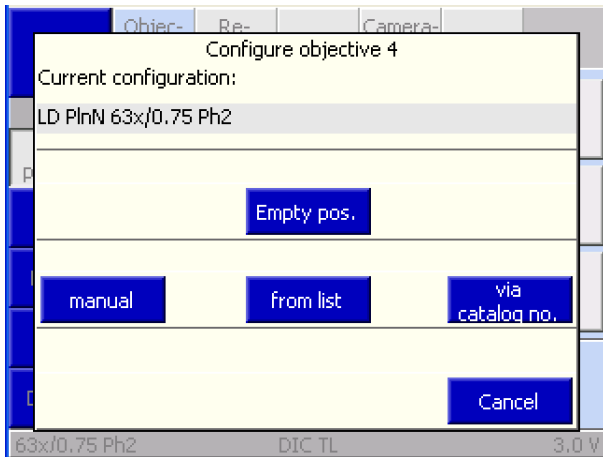 Objec- Re- Camera-
Configure objective 4
Current configuration:
LD PlnN 63x/0.75 Ph2
Empty pos.
manual from list via
catalog no.
Cancel
63x/0.75 Ph2 DIC TL 3.0 V